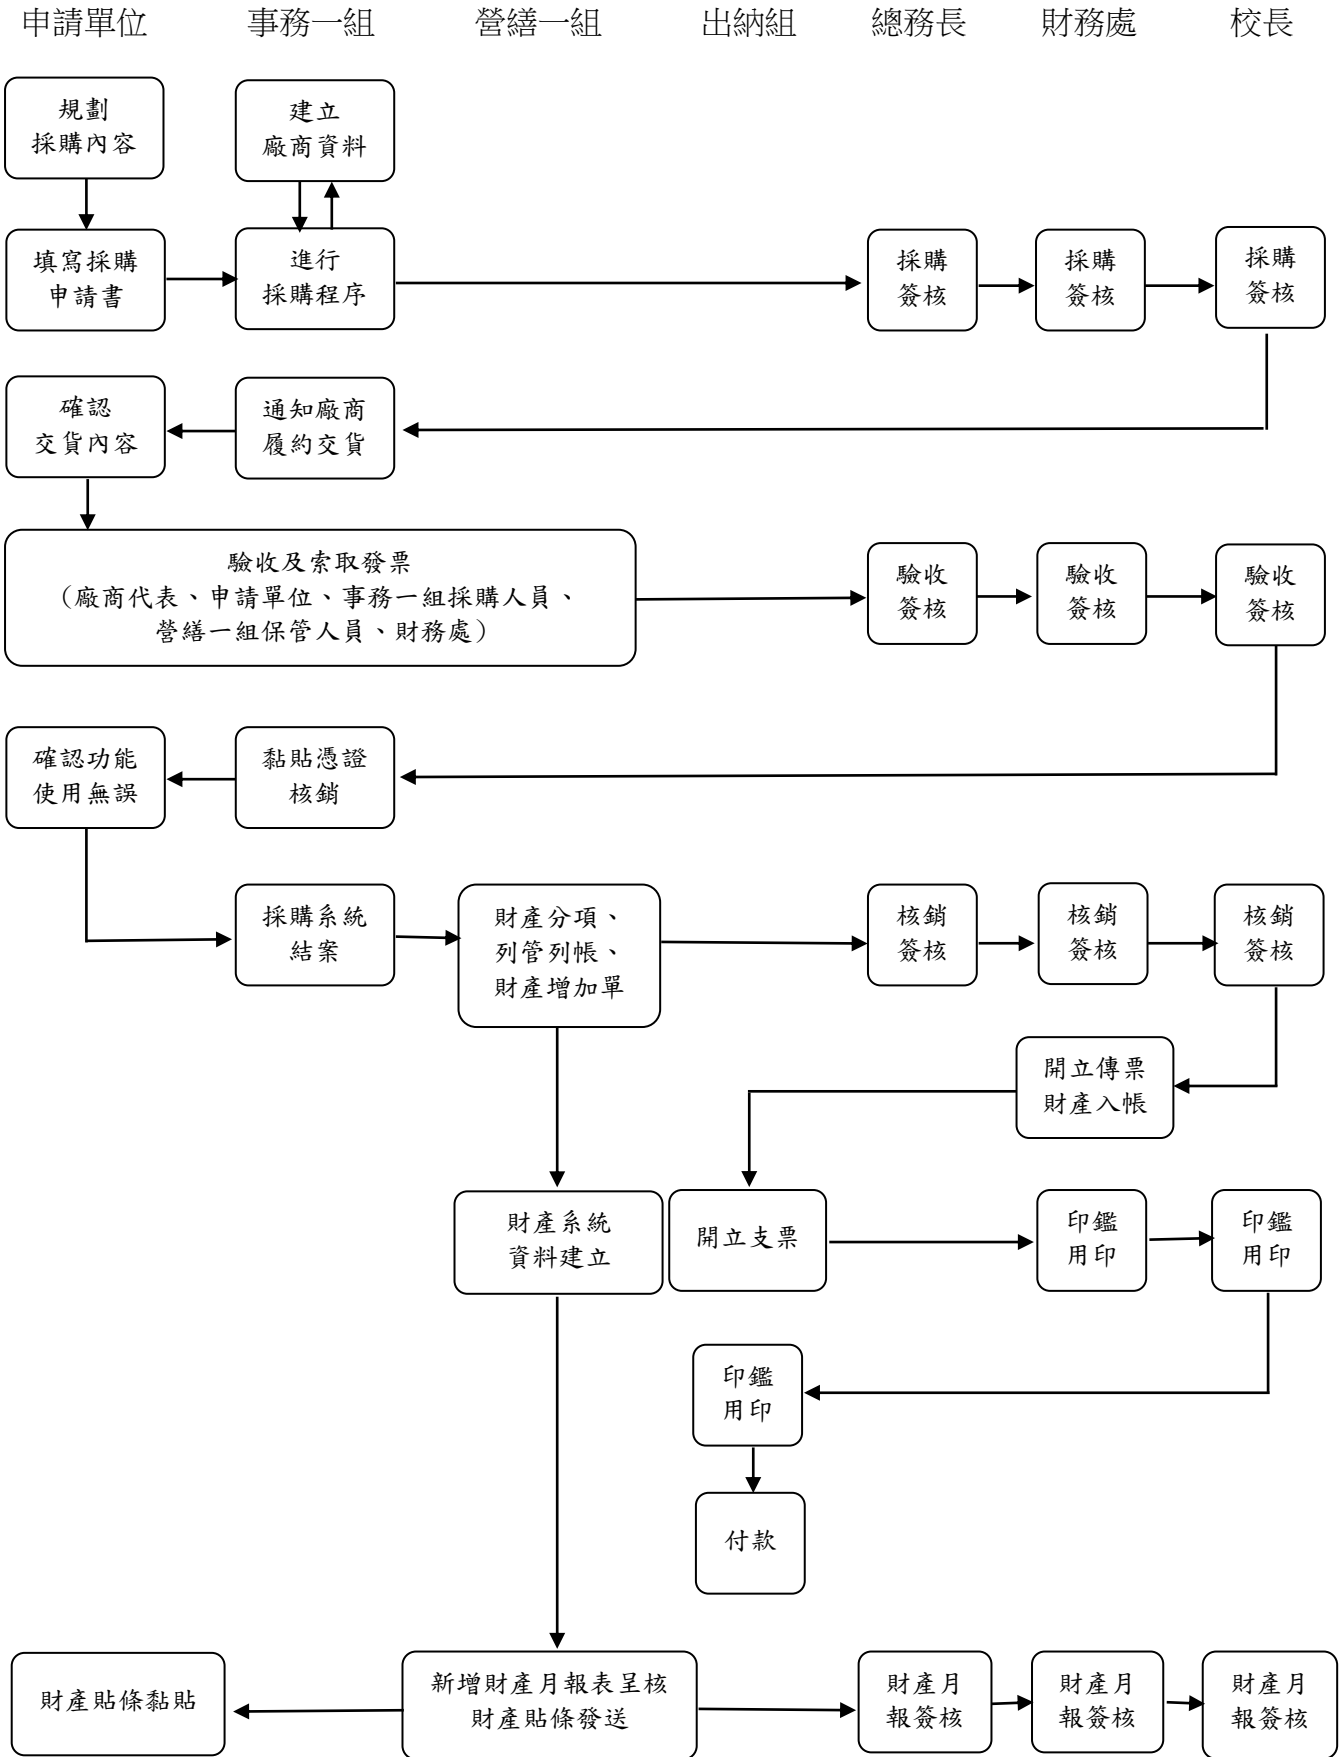 申請單位 事務一組 營繕一組 出納組 總務長 財務處 校長
規劃
採購內容
建立
廠商資料
填寫採購
申請書
進行
採購程序
採購
簽核
採購
簽核
採購
簽核
確認
交貨內容
通知廠商
履約交貨
驗收及索取發票
（廠商代表、申請單位、事務一組採購人員、
營繕一組保管人員、財務處）
驗收
簽核
驗收
簽核
驗收
簽核
確認功能
使用無誤
黏貼憑證
核銷
採購系統
結案
財產分項、
列管列帳、
財產增加單
核銷
簽核
核銷
簽核
核銷
簽核
開立傳票
財產入帳
財產系統
資料建立
開立支票
印鑑
用印
印鑑
用印
印鑑
用印
付款
財產貼條黏貼
新增財產月報表呈核
財產貼條發送
財產月
報簽核
財產月
報簽核
財產月
報簽核